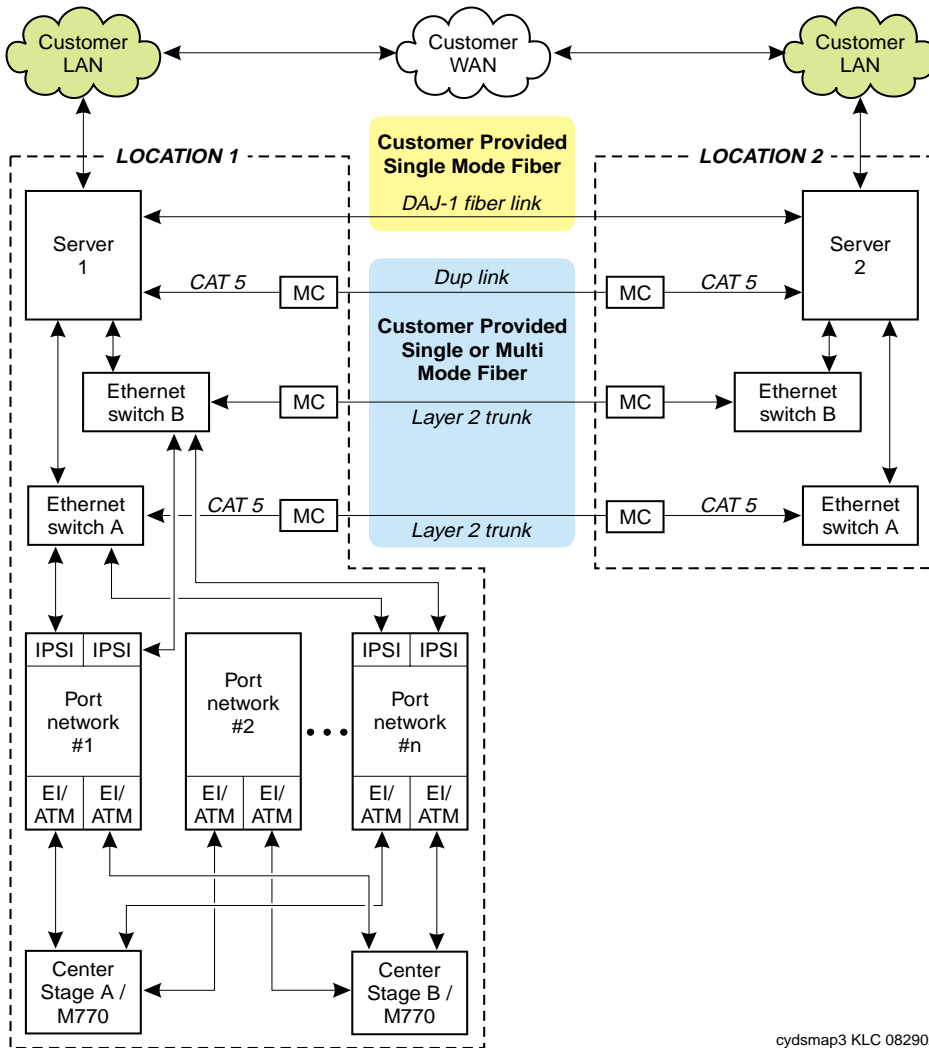 Customer
LAN
Customer
WAN
Customer
LAN
LOCATION 1
Customer Provided
Single Mode Fiber
LOCATION 2
DAJ-1 fiber link
Server
1
Server
2
CAT 5
MC
Dup link
MC
CAT 5
Customer Provided
Single or Multi
Mode Fiber
Ethernet
switch B
MC
Layer 2 trunk
MC
Ethernet
switch B
Ethernet
switch A
CAT 5
MC
Layer 2 trunk
MC
CAT 5
Ethernet
switch A
IPSI IPSI
Port
network
#1
EI/
ATM
EI/
ATM
Port
network
#2
EI/
ATM
EI/
ATM
IPSI IPSI
Port
network
#n
EI/
ATM
EI/
ATM
Center
Stage A /
M770
Center
Stage B /
M770
cydsmap3 KLC 08290